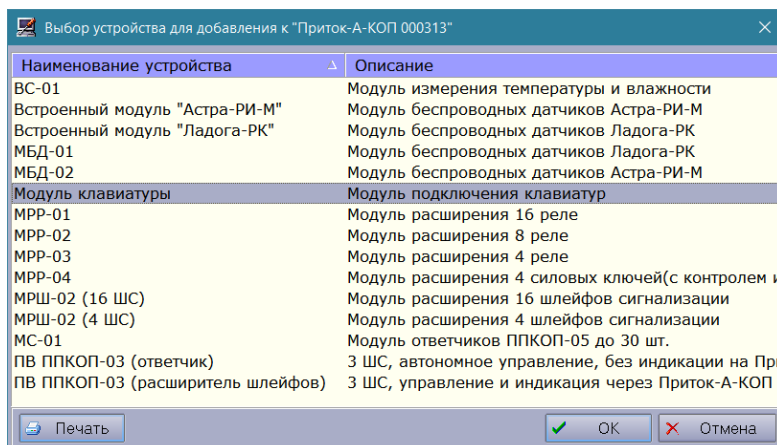 Выбор устройства для добавления к "Приток-А-КОП 000313"
Наименование устройства Описание
ВС-01 Модуль измерения температуры и влажности
Встроенный модуль "Астра-РИ-М" Модуль беспроводных датчиков Астра-РИ-М
Встроенный модуль "Ладога-РК" Модуль беспроводных датчиков Ладога-РК
МБД-01 Модуль беспроводных датчиков Ладога-РК
МБД-02 Модуль беспроводных датчиков Астра-РИ-М
Модуль клавиатуры Модуль подключения клавиатур
МРР-01 Модуль расширения 16 реле
МРР-02 Модуль расширения 8 реле
МРР-03 Модуль расширения 4 реле
МРР-04 Модуль расширения 4 силовых ключей(с контролем и
МРШ-02 (16 ШС) Модуль расширения 16 шлейфов сигнализации
МРШ-02 (4 ШС) Модуль расширения 4 шлейфов сигнализации
МС-01 Модуль ответчиков ППКОП-05 до 30 шт.
ПВ ППКОП-03 (ответчик) 3 ШС, автономное управление, без индикации на При
ПВ ППКОП-03 (расширитель шлейфов) 3 ШС, управление и индикация через Приток-А-КОП
Печать OK Отмена